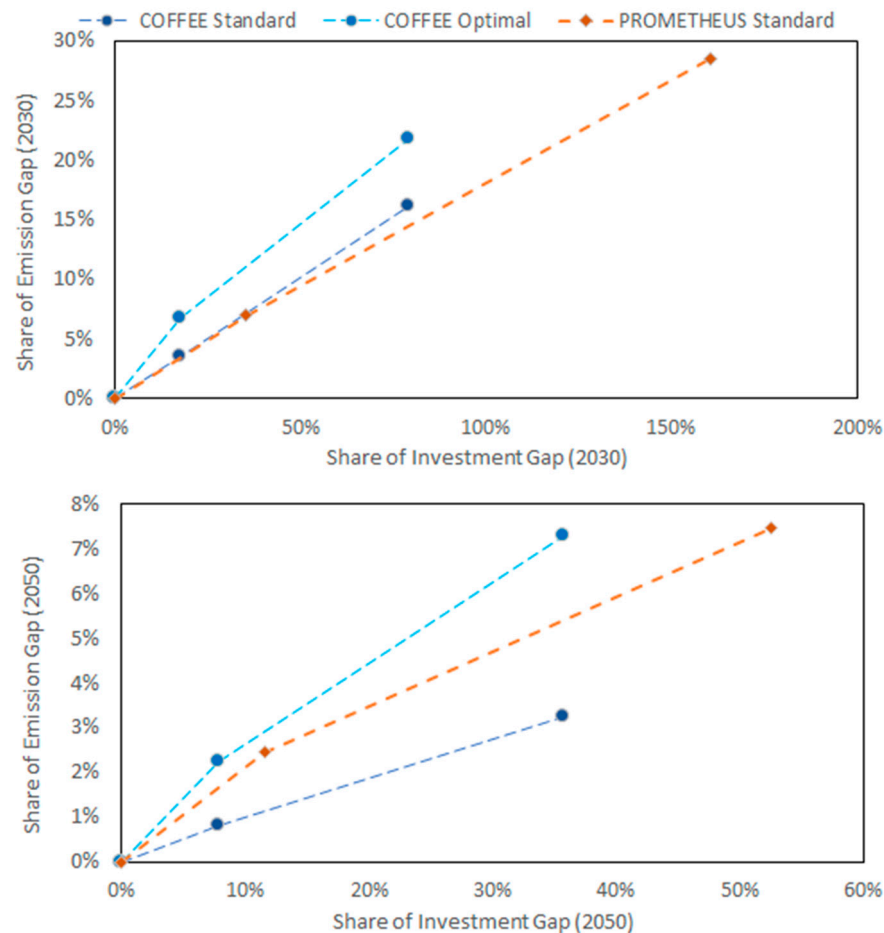 COFFEE Standard COFFEE Optimal PROMETHEUS Standard
30%
25%
20%
15%
10%
5%
0%
Share of Emission Gap (2030)
0% 50% 100% 150% 200%
Share of Investment Gap (2030)
8%
7%
6%
5%
4%
3%
2%
1%
0%
Share of Emission Gap (2050)
0% 10% 20% 30% 40% 50% 60%
Share of Investment Gap (2050)